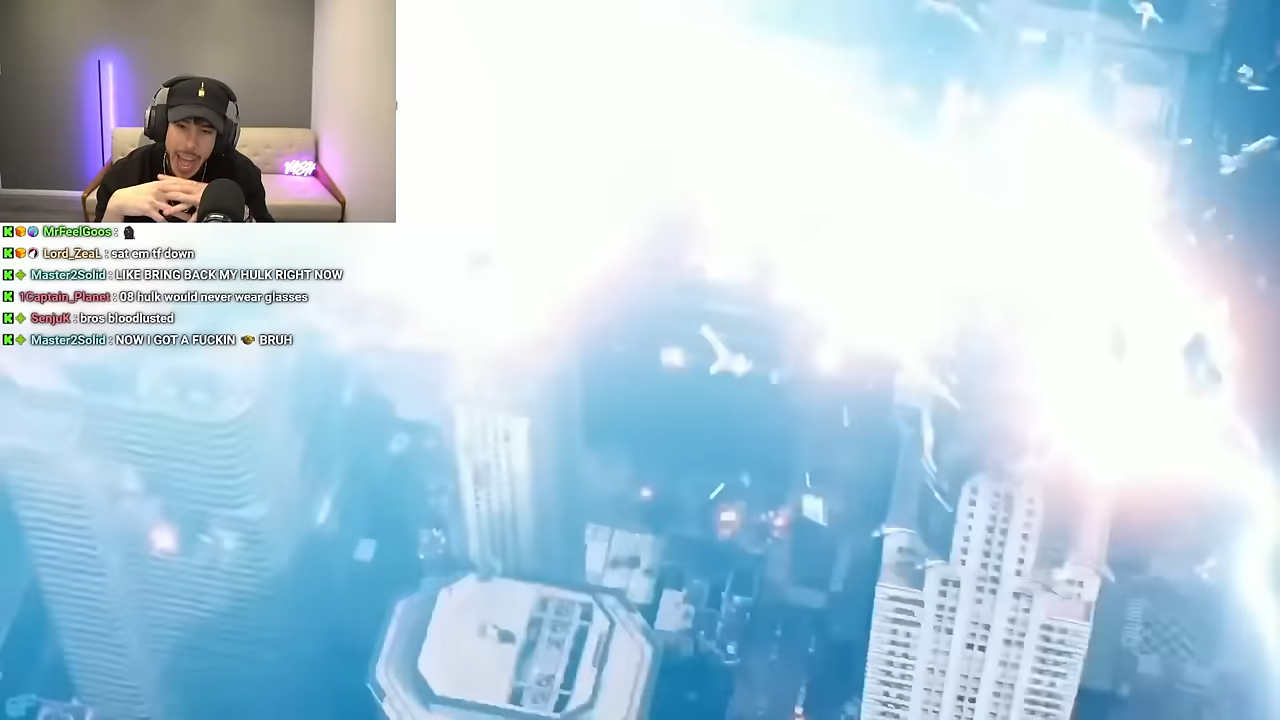 MrFeelGoos :
Lord_ZeaL : sat em tf down
Master2Solid : LIKE BRING BACK MY HULK RIGHT NOW
1Captain_Planet : 08 hulk would never wear glasses
SenjuK : bros bloodlusted
Master2Solid : NOW I GOT A FUCKIN BRUH